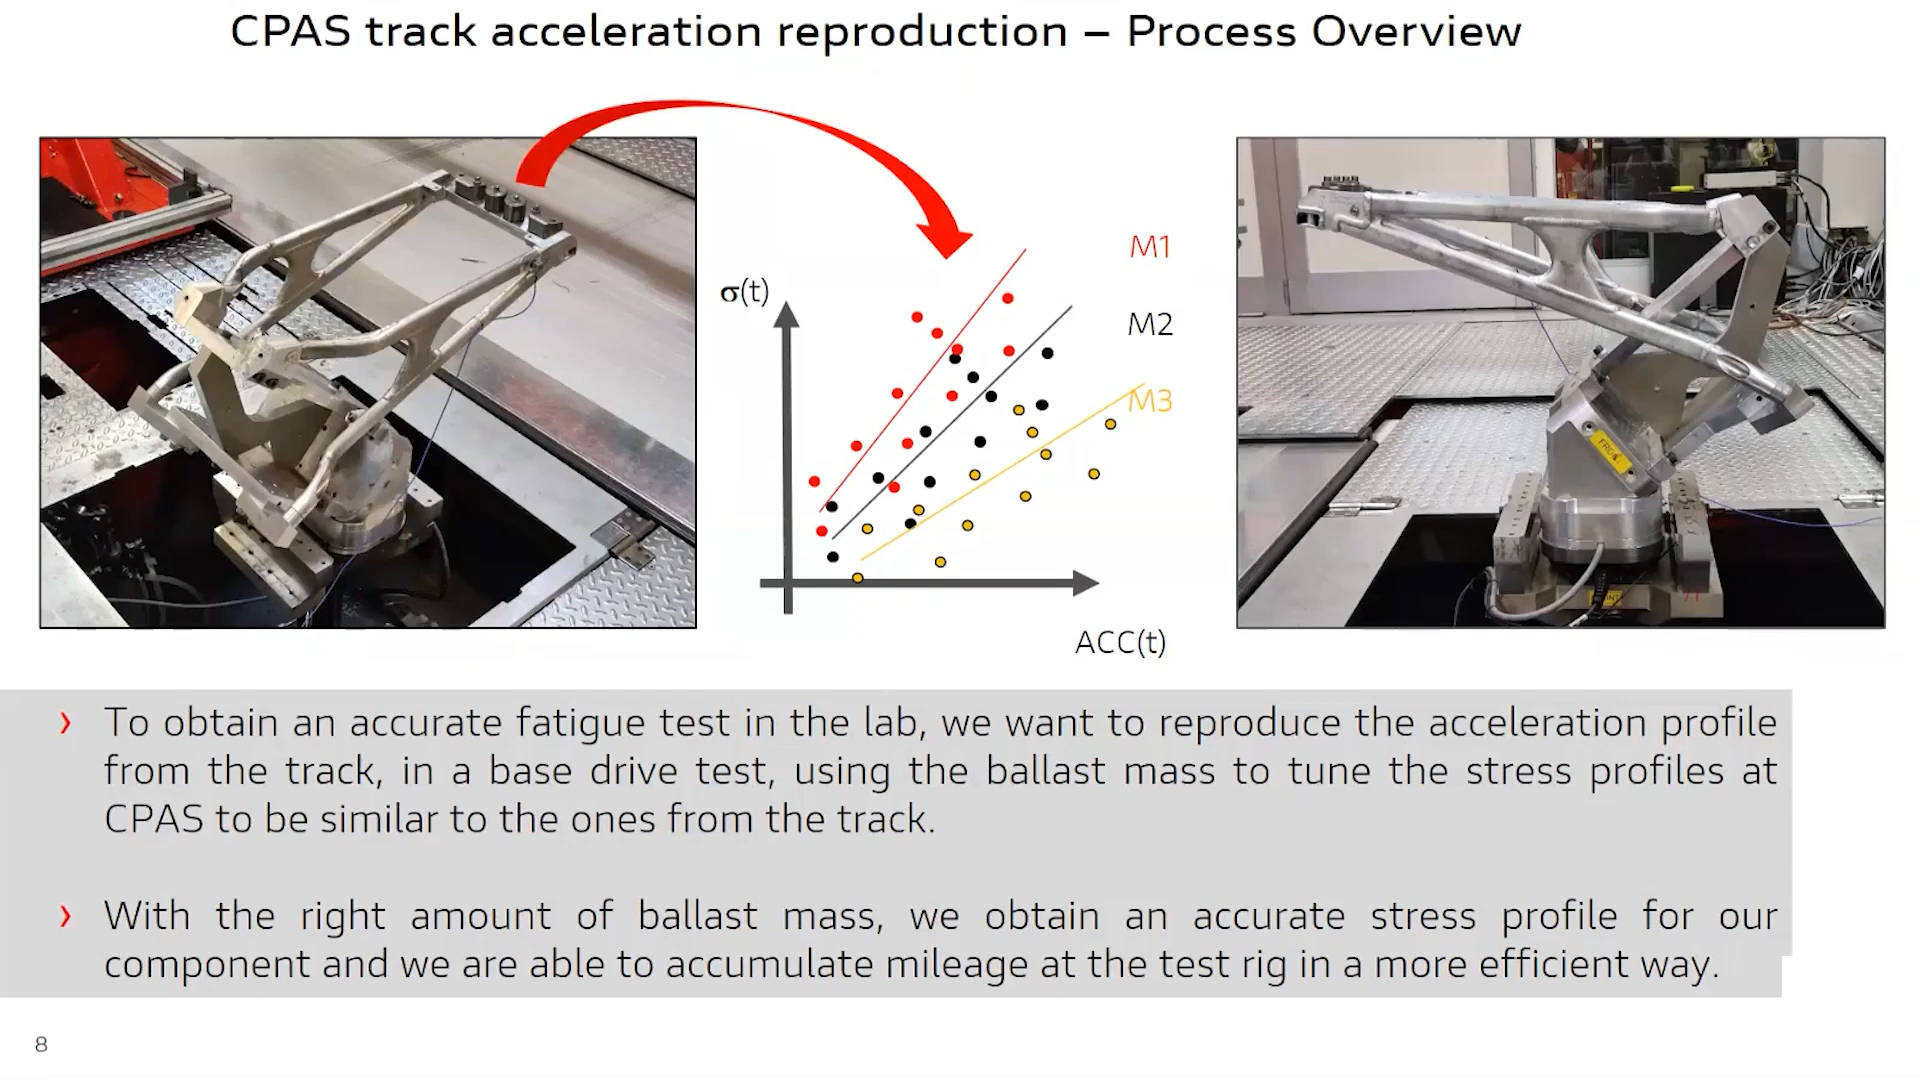 CPAS track acceleration reproduction – Process Overview
σ(t)
M1
M2
M3
ACC(t)
FRONT
› To obtain an accurate fatigue test in the lab, we want to reproduce the acceleration profile
from the track, in a base drive test, using the ballast mass to tune the stress profiles at
CPAS to be similar to the ones from the track.
› With the right amount of ballast mass, we obtain an accurate stress profile for our
component and we are able to accumulate mileage at the test rig in a more efficient way.
8